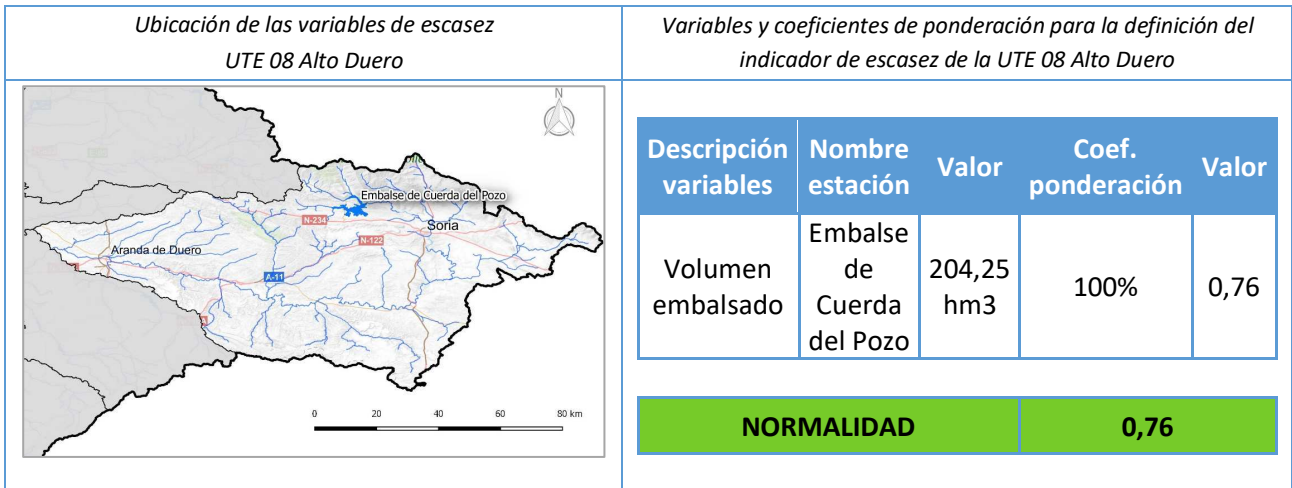 Ubicación de las variables de escasez
UTE 08 Alto Duero
Variables y coeficientes de ponderación para la definición del
indicador de escasez de la UTE 08 Alto Duero
N
Embalse de Cuerda del Pozo
N-234
Soria
N-122
Aranda de Duero
A-11
0 20 40 60 80 km
Descripción
variables
Nombre
estación
Valor
Coef.
ponderación
Valor
Volumen
embalsado
Embalse
de
Cuerda
del Pozo
204,25
hm3
100%
0,76
NORMALIDAD
0,76